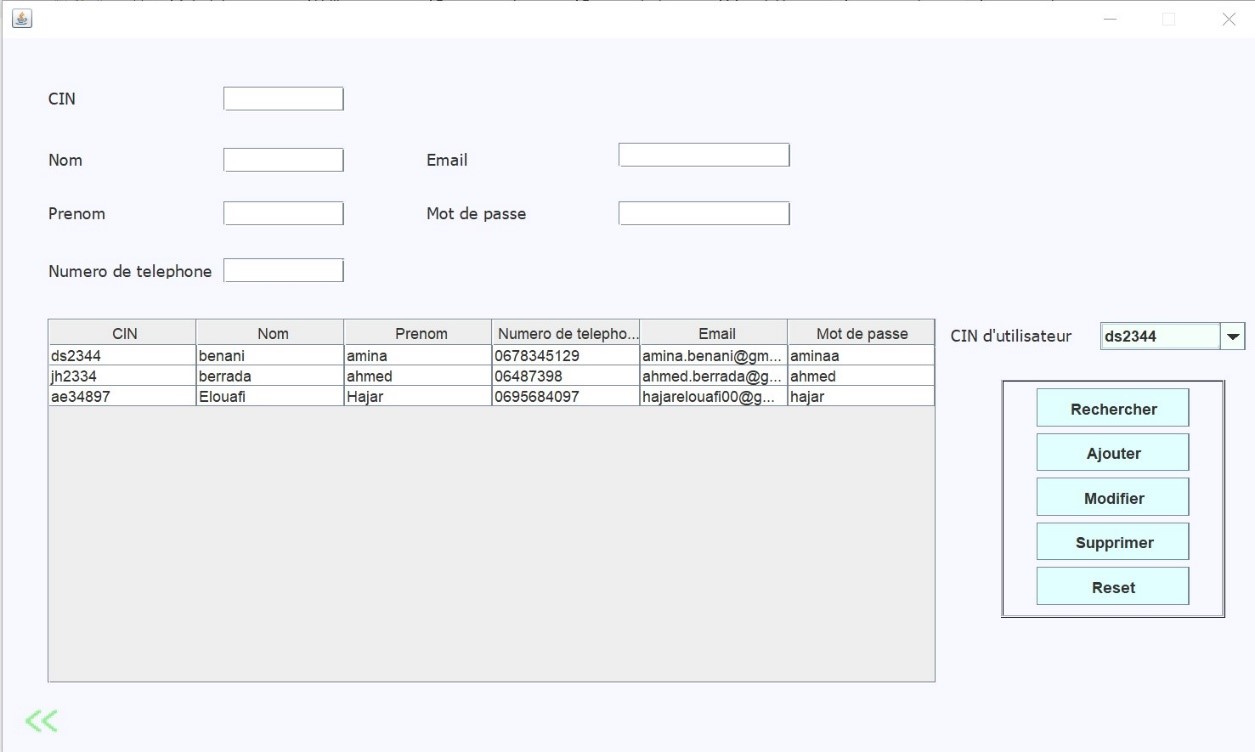 CIN
Nom
Email
Prenom
Mot de passe
Numero de telephone
CIN Nom Prenom Numero de telepho... Email Mot de passe
ds2344 benani amina 0678345129 amina.benani@gm... aminaa
jh2334 berrada ahmed 06487398 ahmed.berrada@g... ahmed
ae34897 Elouafi Hajar 0695684097 hajarelouafi00@g... hajar
CIN d'utilisateur ds2344
Rechercher
Ajouter
Modifier
Supprimer
Reset
<<